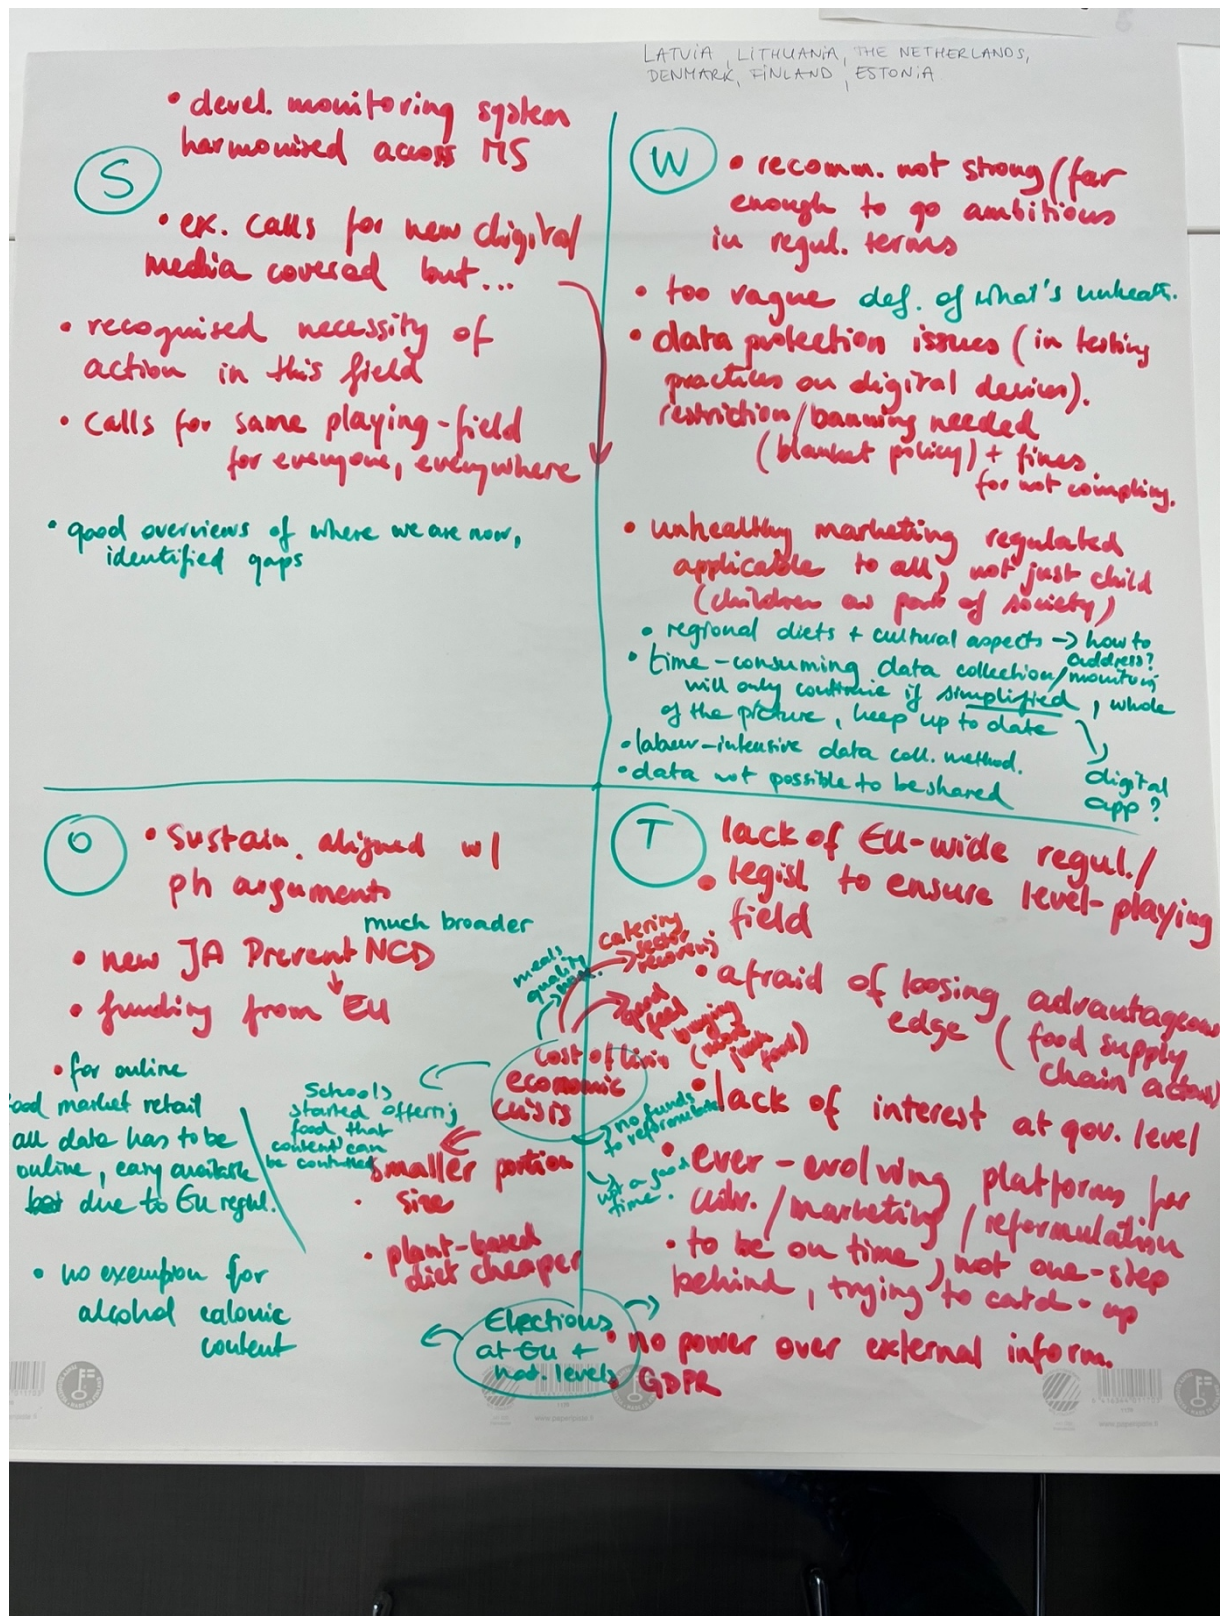 LATVIA, LITHUANIA, THE NETHERLANDS,
DENMARK, FINLAND, ESTONIA
S
• devel. monitoring system
harmonised across MS
• ex. calls for new digital
media covered but...
• recognised necessity of
action in this field
• calls for same playing-field
for everyone, everywhere
• good overviews of where we are now,
identified gaps
W
• recomm. not strong (far
enough to go ambitious
in regul. terms
• too vague def. of what's unhealth.
• data protection issues (in testing
practices on digital devices).
restriction/banning needed
(blanket policy) + fines
for not compling.
• unhealthy marketing regulated
applicable to all, not just child
(children as part of society)
• regional diets + cultural aspects -> how to
address?
• time-consuming data collection/monitoring
will only continue if simplified, whole
of the picture, keep up to date
• labour-intensive data coll. method.
• data not possible to be shared
digital
app?
O
• Sustain. aligned w/
ph arguments
much broader
• new JA Prevent NCD
• funding from EU
• for online
food market retail
all data has to be
online, easy available
due to EU regul.
• no exemption for
alcohol caloric
content
Schools
started offering
food that
content can
be controlled
smaller portion
• size
• plant-based
diet cheaper
meals
quality
catering
sector
recovery
cost of livin
economic
crisis
no funds
to reformulate
not a good
time.
Elections
at EU +
nat. levels
T
lack of EU-wide regul./
• legisl. to ensure level-playing
field
• afraid of loosing advantageous
edge (food supply
chain actors)
• lack of interest at gov. level
• ever-evolving platforms for
adv./marketing/reformulation
• to be on time, not one-step
behind, trying to catch-up
• no power over external inform.
• GDPR